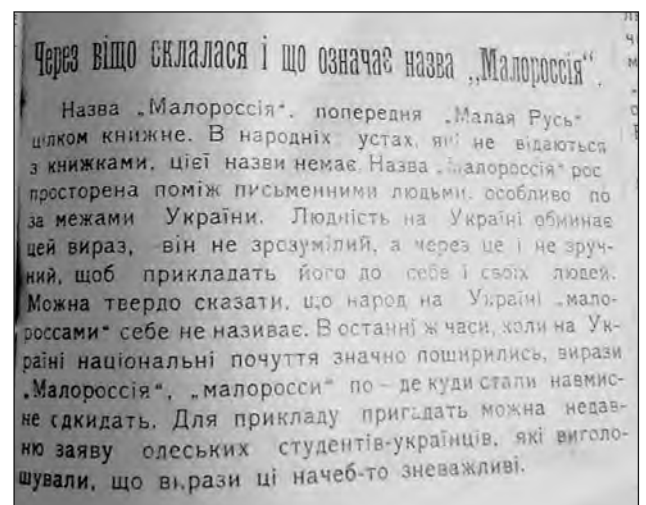 Через віщо склалася і що означає назва „Малороссія“.
Назва „Малороссія“, попередня „Малая Русь“
цілком книжне. В народніх устах, які не відаються
з книжками, цієї назви немає. Назва „Малороссія“ рос
просторена поміж письменними людьми, особливо по
за межами України. Людність на Україні обминає
цей вираз, він не зрозумілий, а через це і не зруч-
ний, щоб прикладать його до себе і своїх людей.
Можна твердо сказати, що народ на Україні „мало-
россами“ себе не називає. В останні ж часи, коли на Ук-
раїні національні почуття значно поширились, вирази
„Малороссія“, „малоросси“ по-де куди стали навмис-
не одкидать. Для прикладу пригадать можна недав-
ню заяву одеських студентів-українців, які виголо-
шували, що вирази ці начеб-то зневажливі.